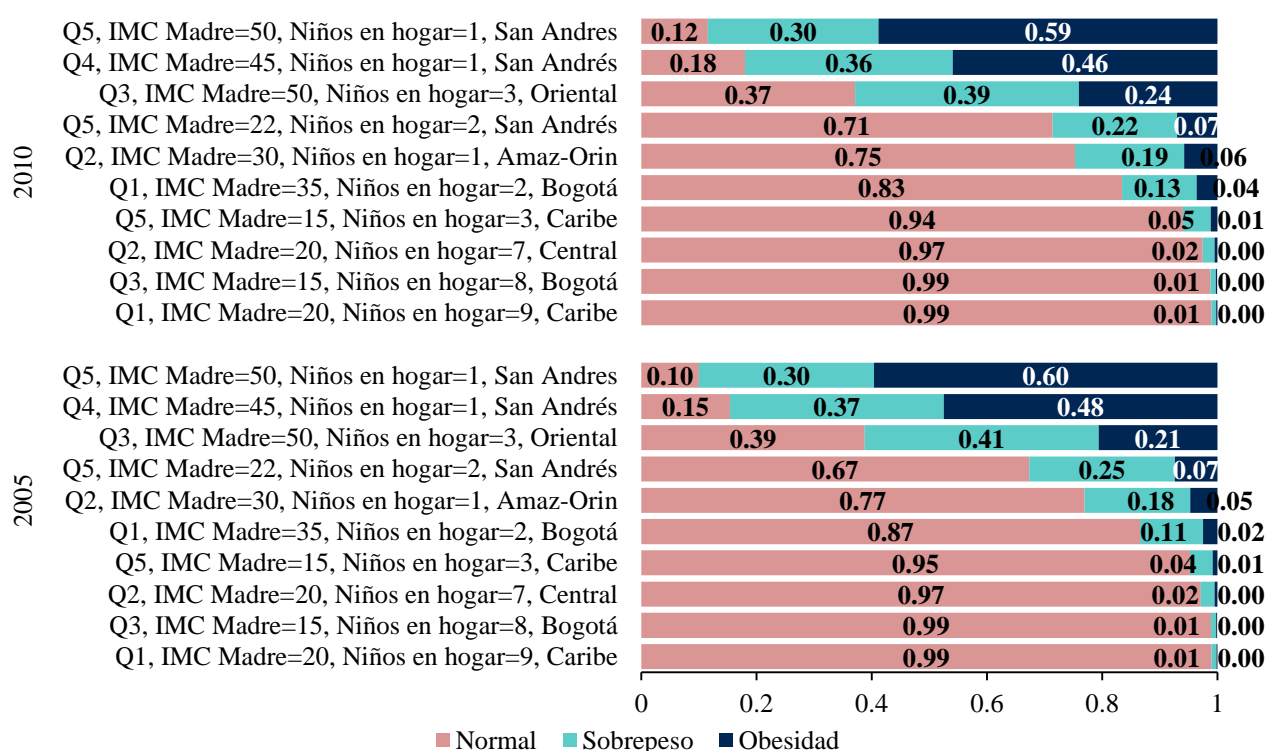 2010
Q5, IMC Madre=50, Niños en hogar=1, San Andres 0.12 0.30 0.59
Q4, IMC Madre=45, Niños en hogar=1, San Andrés 0.18 0.36 0.46
Q3, IMC Madre=50, Niños en hogar=3, Oriental 0.37 0.39 0.24
Q5, IMC Madre=22, Niños en hogar=2, San Andrés 0.71 0.22 0.07
Q2, IMC Madre=30, Niños en hogar=1, Amaz-Orin 0.75 0.19 0.06
Q1, IMC Madre=35, Niños en hogar=2, Bogotá 0.83 0.13 0.04
Q5, IMC Madre=15, Niños en hogar=3, Caribe 0.94 0.05 0.01
Q2, IMC Madre=20, Niños en hogar=7, Central 0.97 0.02 0.00
Q3, IMC Madre=15, Niños en hogar=8, Bogotá 0.99 0.01 0.00
Q1, IMC Madre=20, Niños en hogar=9, Caribe 0.99 0.01 0.00
2005
Q5, IMC Madre=50, Niños en hogar=1, San Andres 0.10 0.30 0.60
Q4, IMC Madre=45, Niños en hogar=1, San Andrés 0.15 0.37 0.48
Q3, IMC Madre=50, Niños en hogar=3, Oriental 0.39 0.41 0.21
Q5, IMC Madre=22, Niños en hogar=2, San Andrés 0.67 0.25 0.07
Q2, IMC Madre=30, Niños en hogar=1, Amaz-Orin 0.77 0.18 0.05
Q1, IMC Madre=35, Niños en hogar=2, Bogotá 0.87 0.11 0.02
Q5, IMC Madre=15, Niños en hogar=3, Caribe 0.95 0.04 0.01
Q2, IMC Madre=20, Niños en hogar=7, Central 0.97 0.02 0.00
Q3, IMC Madre=15, Niños en hogar=8, Bogotá 0.99 0.01 0.00
Q1, IMC Madre=20, Niños en hogar=9, Caribe 0.99 0.01 0.00
0 0.2 0.4 0.6 0.8 1
Normal Sobrepeso Obesidad